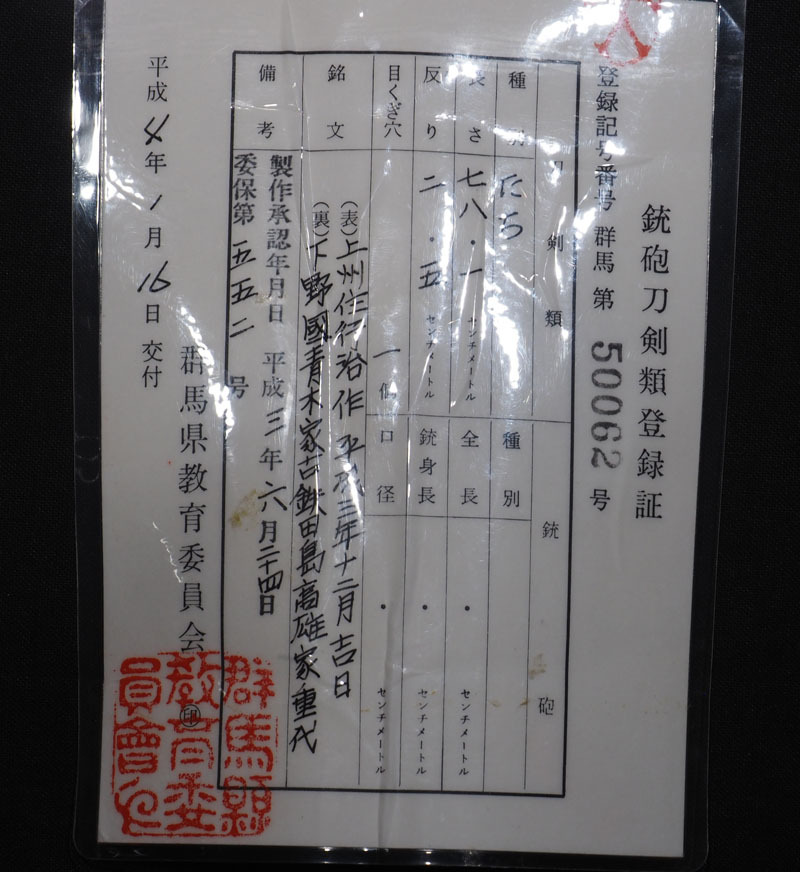 銃砲刀剣類登録証
登録記号番号 群馬 第 50062 号
刀剣類
銃砲
種別 たち
種別
長さ 七八・一 センチメートル
全長 ・ センチメートル
反り 二・五 センチメートル
銃身長 ・ センチメートル
目くぎ穴 一個
口径 ・ センチメートル
銘文
(表)上州住 作 平成三年十二月吉日
(裏)下野國青木家古鉄田島高雄家重代
備考
製作承認年月日 平成三年六月二十四日
委保第 五五二 号
平成4年1月16日交付
群馬県教育委員会 ㊞
群馬縣教育委員會